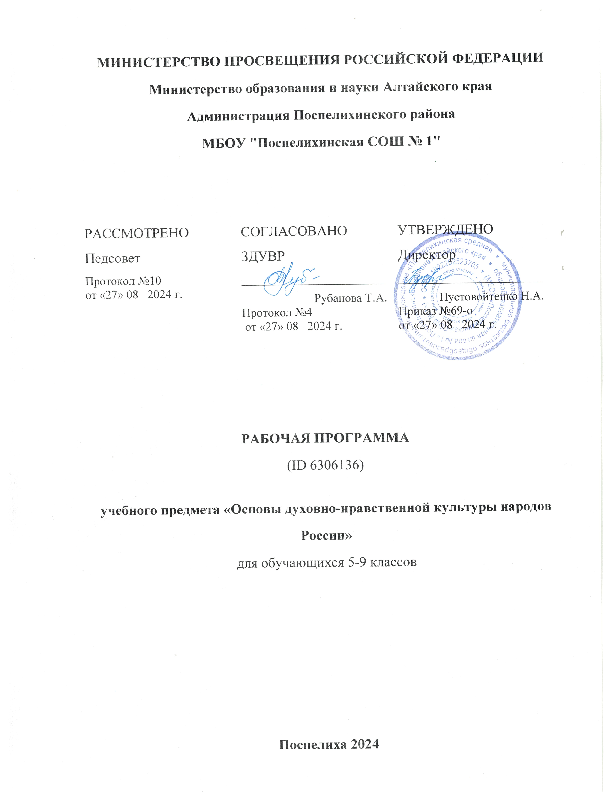 МИНИСТЕРСТВО ПРОСВЕЩЕНИЯ РОССИЙСКОЙ ФЕДЕРАЦИИ
Министерство образования и науки Алтайского края
Администрация Поспелихинского района
МБОУ "Поспелихинская СОШ № 1"
РАССМОТРЕНО
Педсовет
Протокол №10
от «27» 08 2024 г.
СОГЛАСОВАНО
ЗДУВР
Рубанова Т.А.
Протокол №4
от «27» 08 2024 г.
УТВЕРЖДЕНО
Директор
Пустовойтенко Н.А.
Приказ №69-о
от «27» 08 2024 г.
РАБОЧАЯ ПРОГРАММА
(ID 6306136)
учебного предмета «Основы духовно-нравственной культуры народов
России»
для обучающихся 5-9 классов
Поспелиха 2024